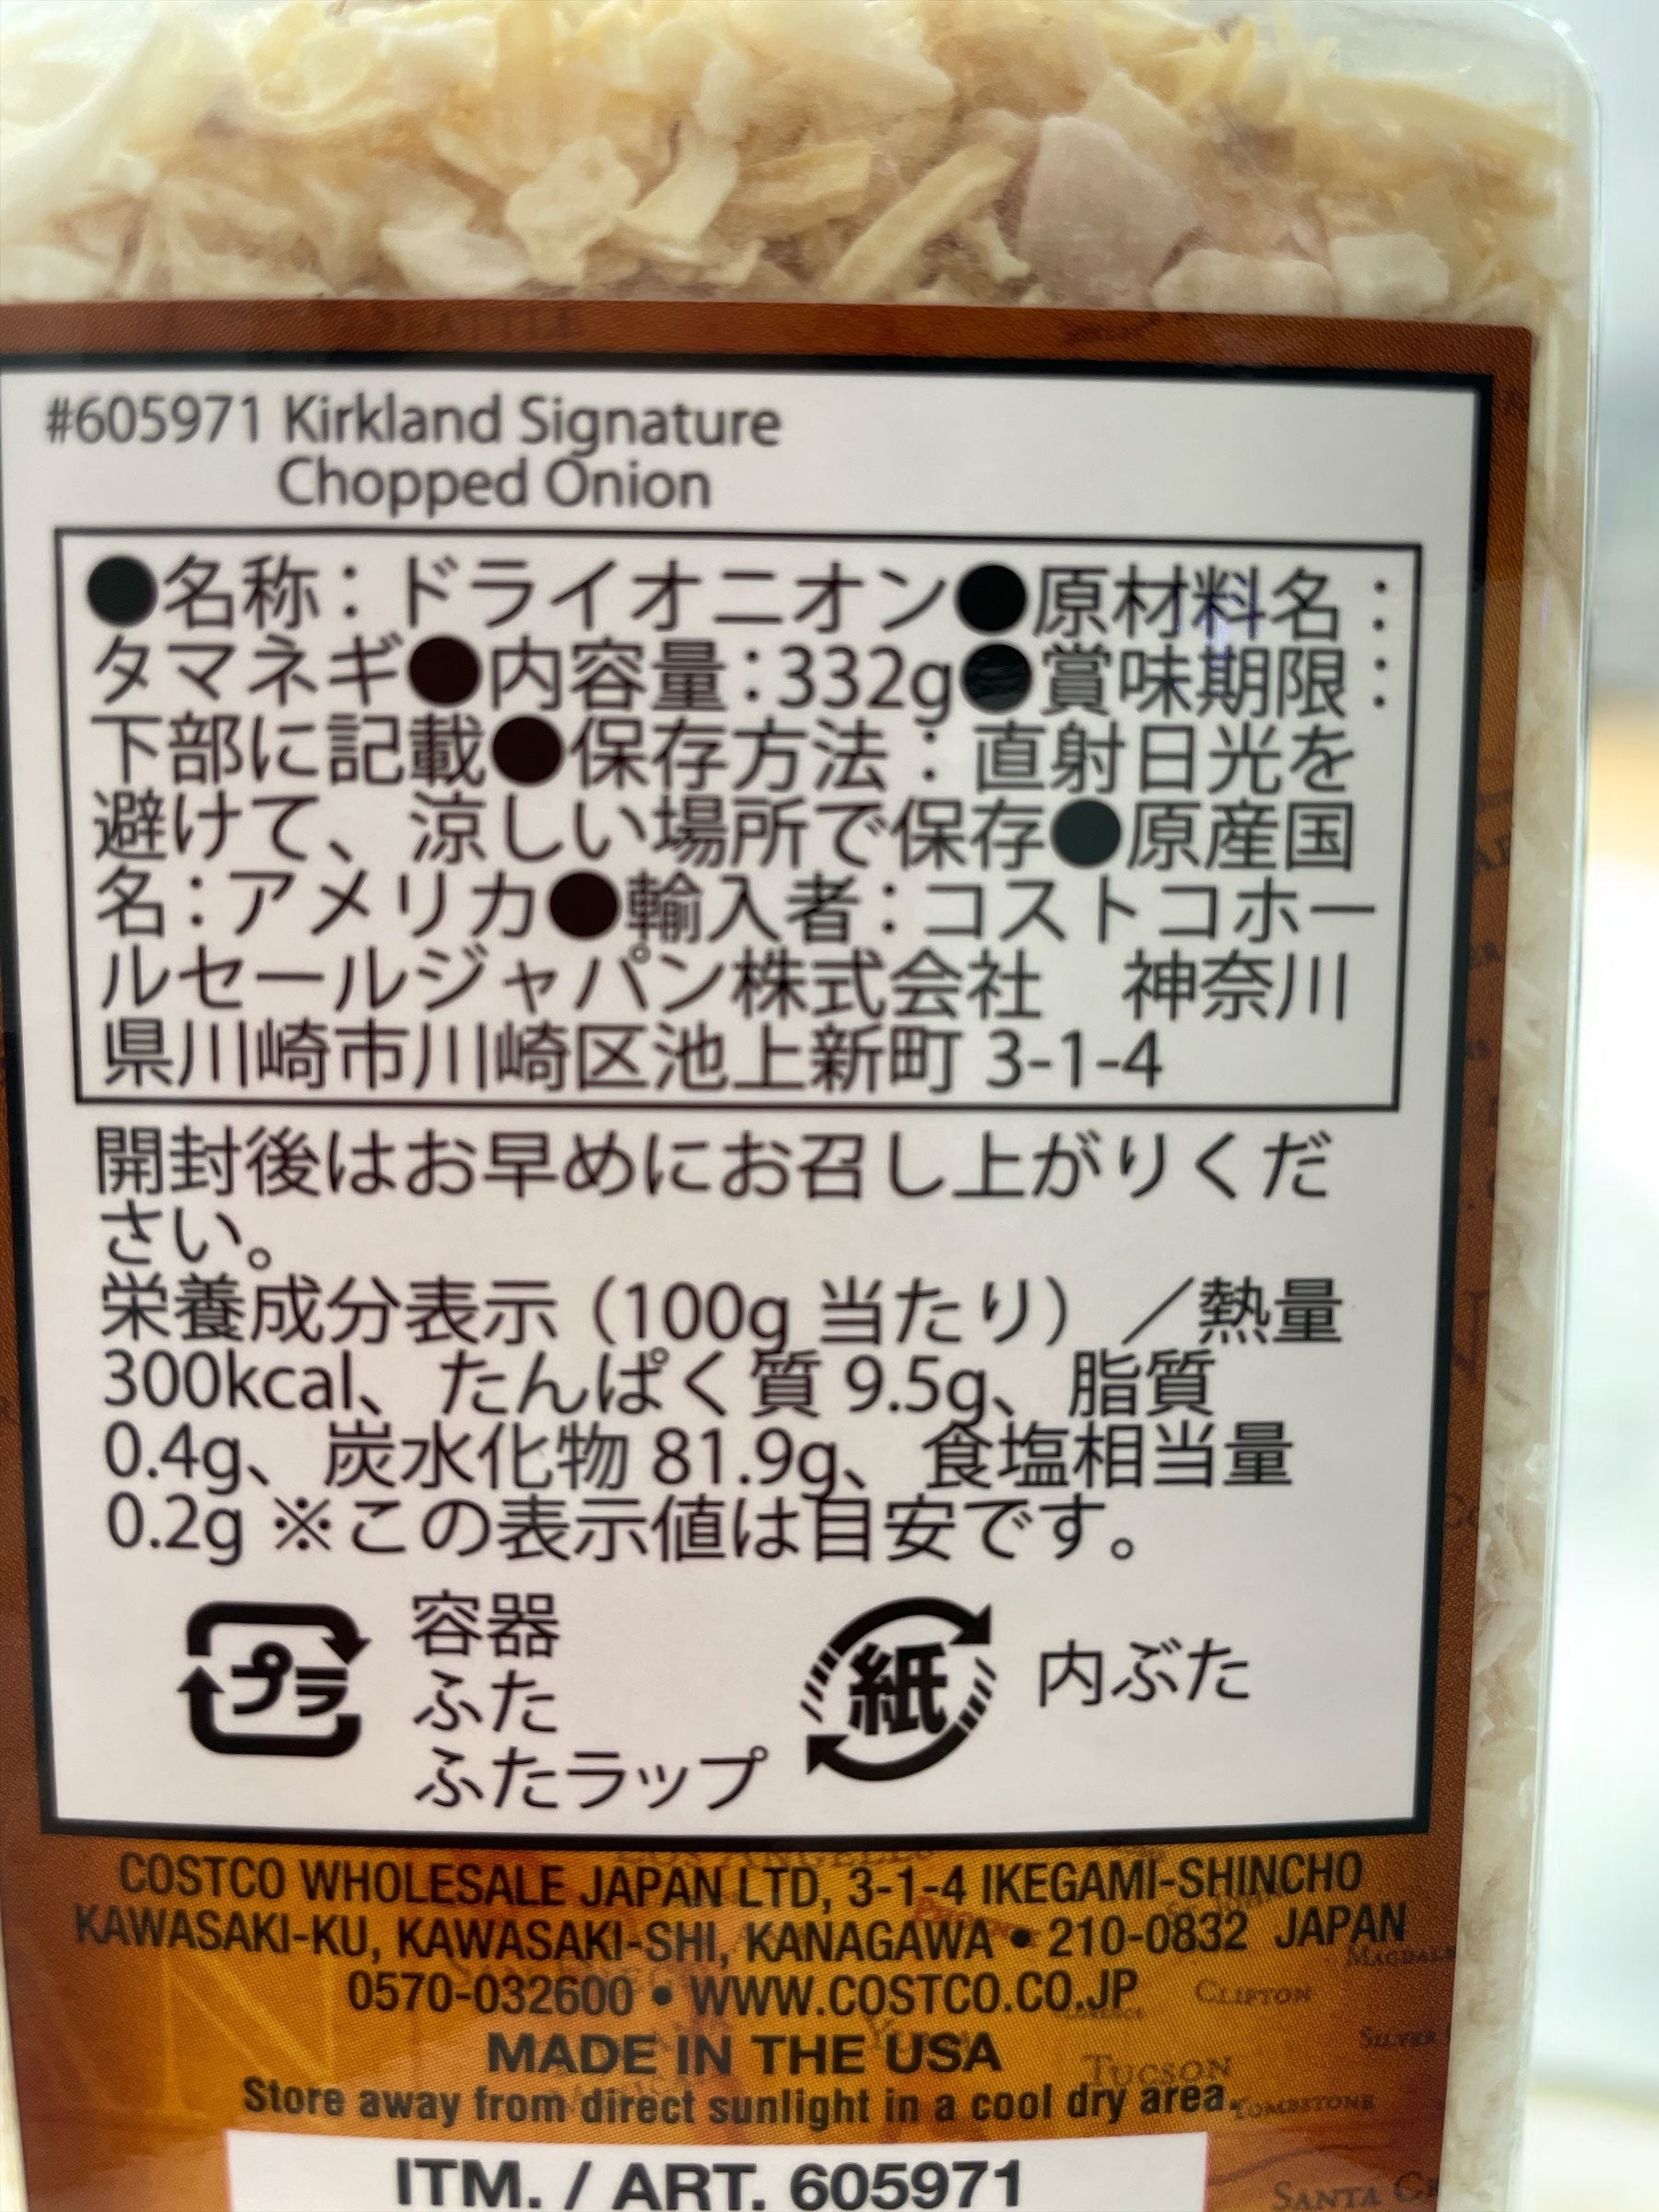 SEATTLE
#605971 Kirkland Signature
Chopped Onion
●名称：ドライオニオン●原材料名：
タマネギ●内容量：332g●賞味期限：
下部に記載●保存方法：直射日光を
避けて、涼しい場所で保存●原産国
名：アメリカ●輸入者：コストコホー
ルセールジャパン株式会社　神奈川
県川崎市川崎区池上新町 3-1-4
開封後はお早めにお召し上がりくだ
さい。
栄養成分表示（100g 当たり）／熱量
300kcal、たんぱく質 9.5g、脂質
0.4g、炭水化物 81.9g、食塩相当量
0.2g ※この表示値は目安です。
プラ
容器
ふた
ふたラップ
紙
内ぶた
COSTCO WHOLESALE JAPAN LTD, 3-1-4 IKEGAMI-SHINCHO
KAWASAKI-KU, KAWASAKI-SHI, KANAGAWA • 210-0832 JAPAN
0570-032600 • WWW.COSTCO.CO.JP
CLIFTON
MADE IN THE USA
TUCSON
Store away from direct sunlight in a cool dry area.
TOMBSTONE
ITM. / ART. 605971
SANTA